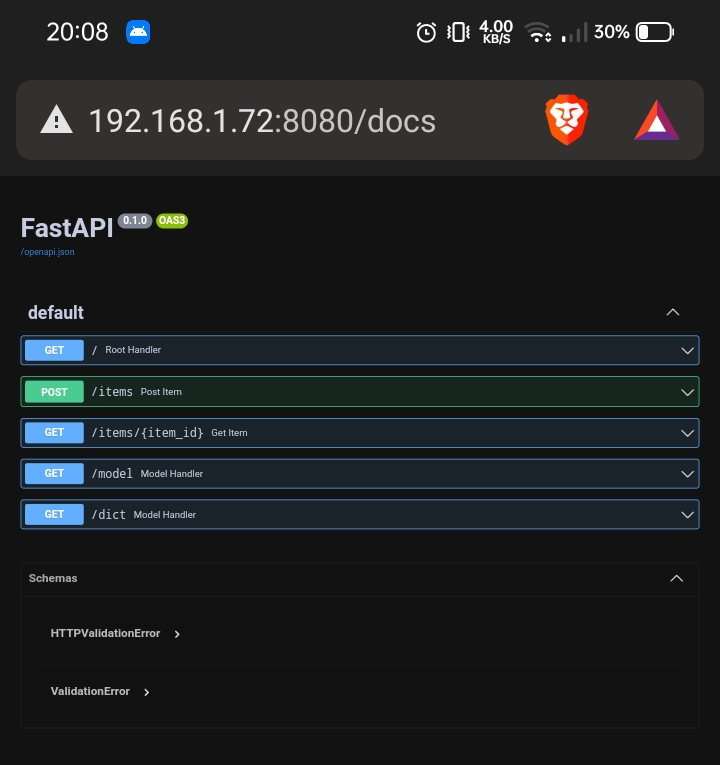 20:08 4.00 KB/S 30%
192.168.1.72:8080/docs
FastAPI 0.1.0 OAS3
/openapi.json
default
GET / Root Handler
POST /items Post Item
GET /items/{item_id} Get Item
GET /model Model Handler
GET /dict Model Handler
Schemas
HTTPValidationError
ValidationError